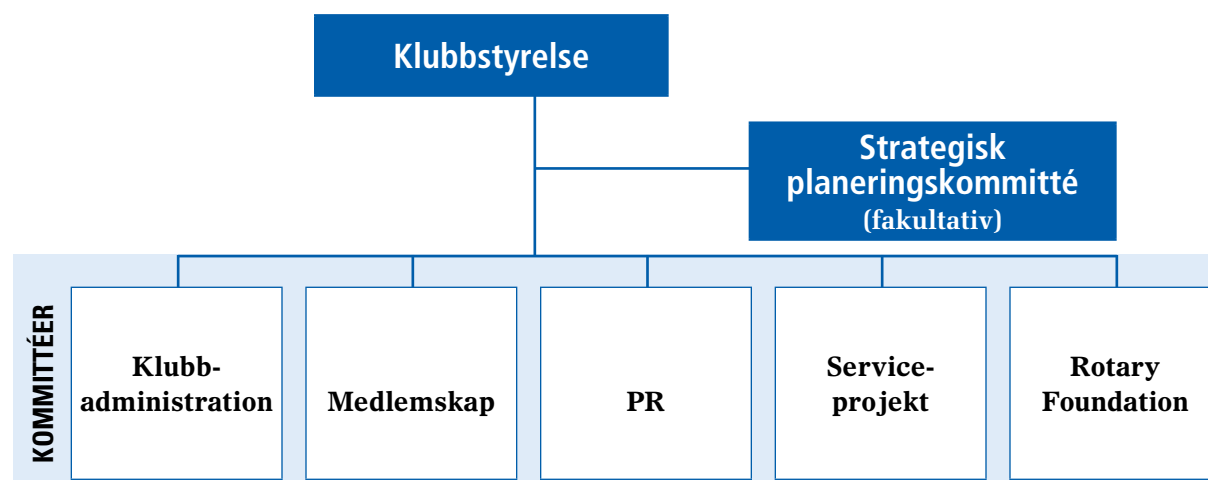 Klubbstyrelse
Strategisk
planeringskommitté
(fakultativ)
KOMMITTÉER
Klubb-
administration
Medlemskap
PR
Service-
projekt
Rotary
Foundation